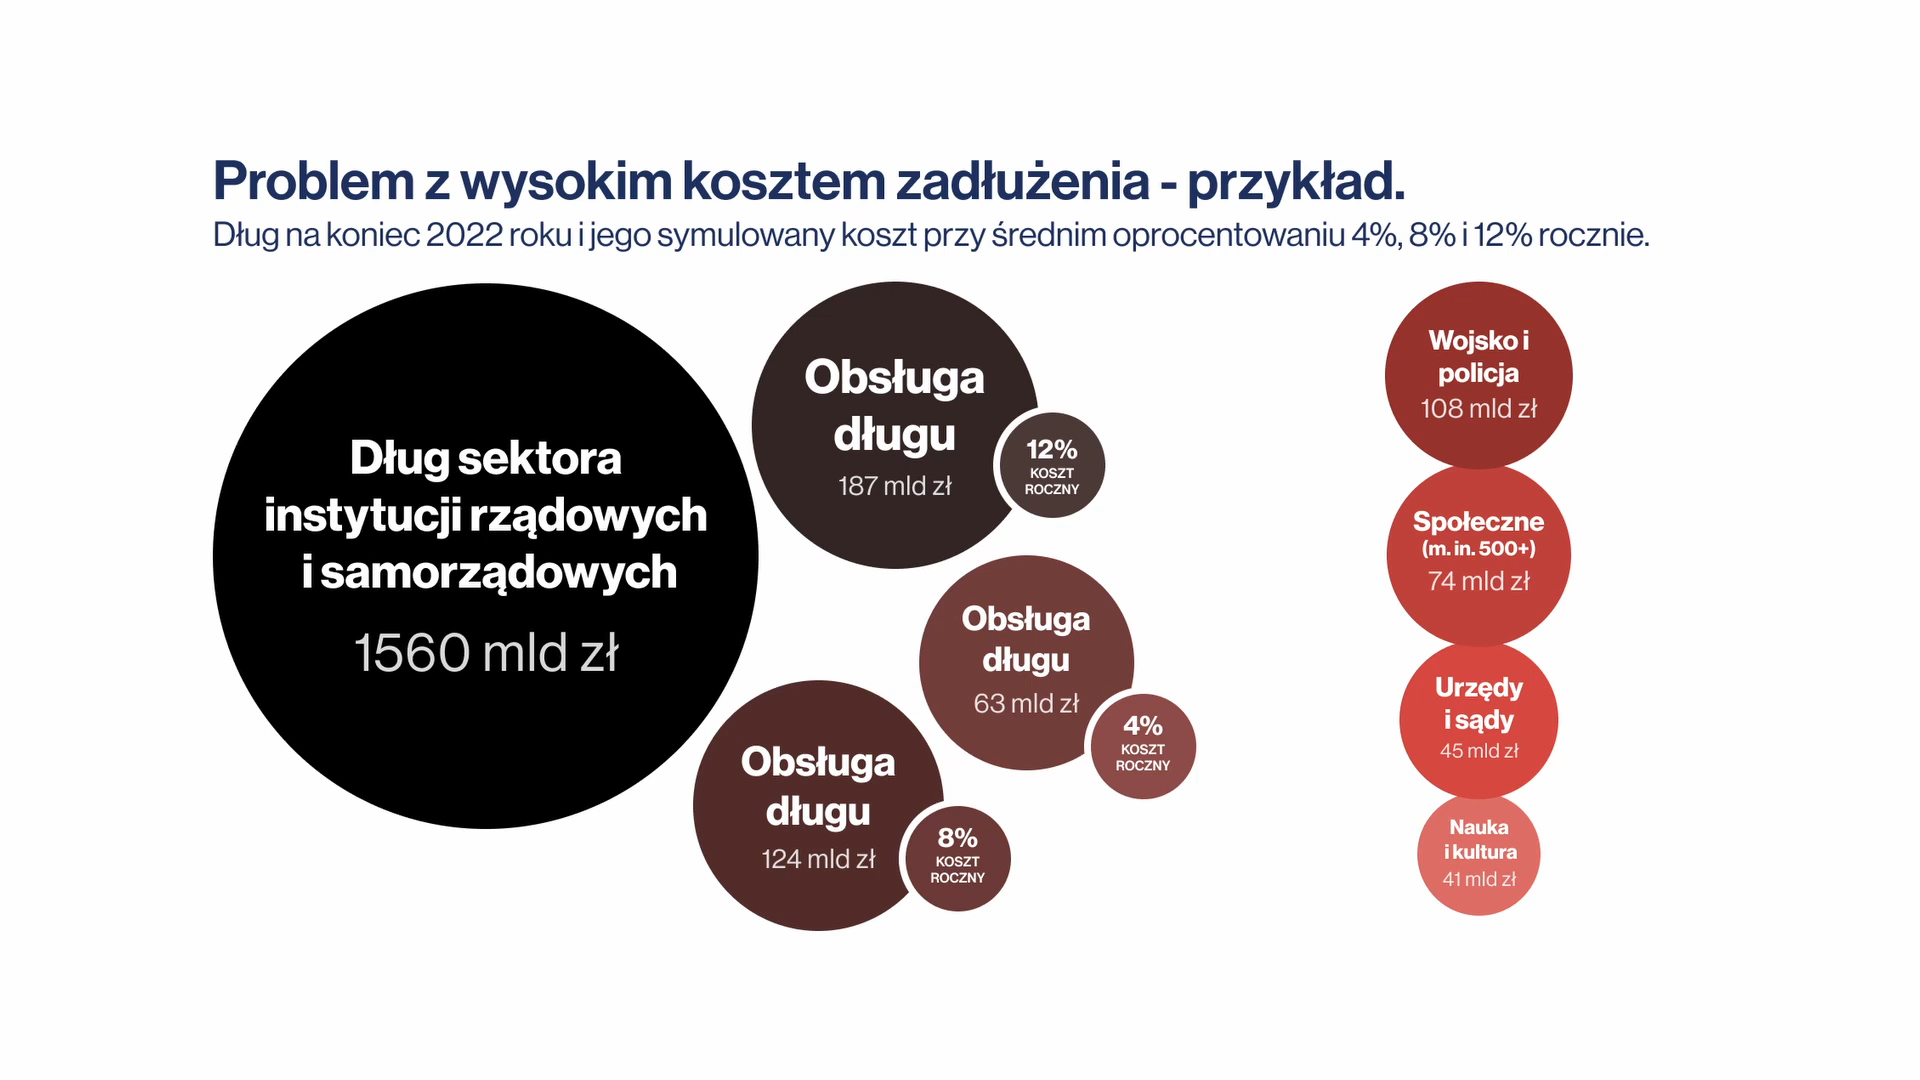 Problem z wysokim kosztem zadłużenia - przykład.
Dług na koniec 2022 roku i jego symulowany koszt przy średnim oprocentowaniu 4%, 8% i 12% rocznie.
Dług sektora
instytucji rządowych
i samorządowych
1560 mld zł
Obsługa
długu
187 mld zł
12%
KOSZT
ROCZNY
Obsługa
długu
63 mld zł
4%
KOSZT
ROCZNY
Obsługa
długu
124 mld zł
8%
KOSZT
ROCZNY
Wojsko i
policja
108 mld zł
Społeczne
(m. in. 500+)
74 mld zł
Urzędy
i sądy
45 mld zł
Nauka
i kultura
41 mld zł